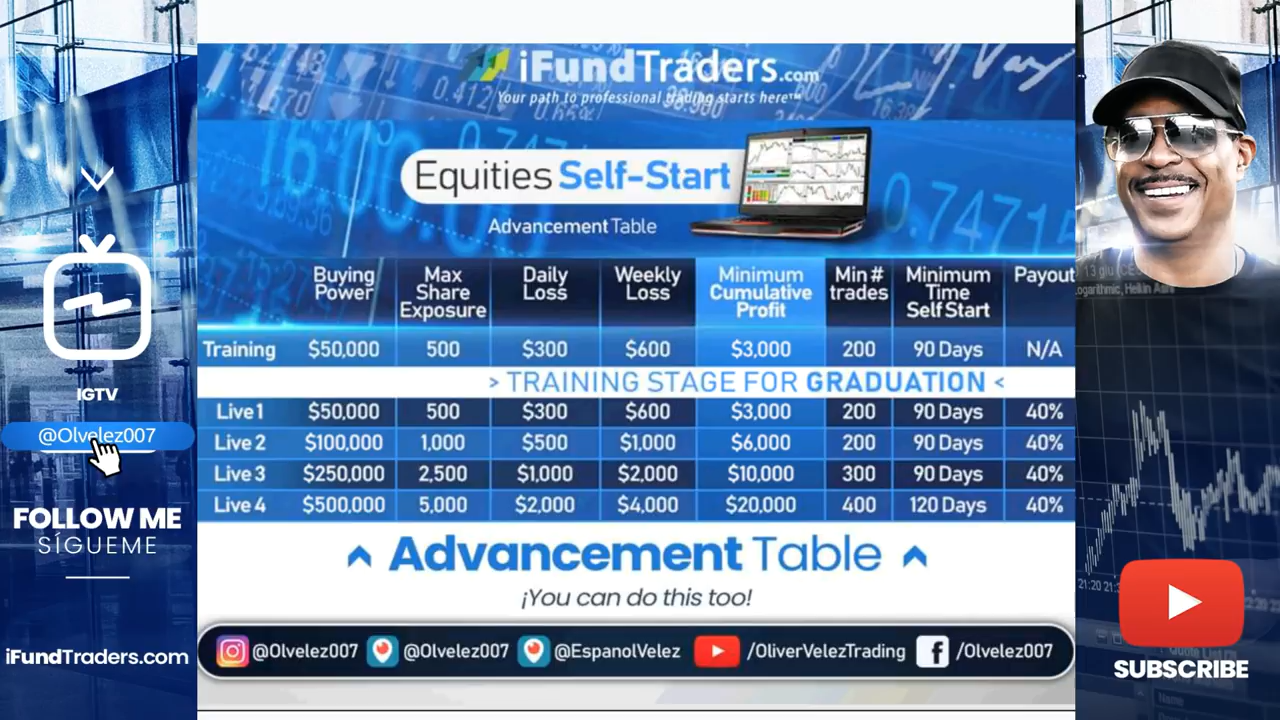 iFundTraders.com
Your path to professional trading starts here™
Equities Self-Start
Advancement Table
Buying Power Max Share Exposure Daily Loss Weekly Loss Minimum Cumulative Profit Min # trades Minimum Time Self Start Payout
Training $50,000 500 $300 $600 $3,000 200 90 Days N/A
> TRAINING STAGE FOR GRADUATION <
Live 1 $50,000 500 $300 $600 $3,000 200 90 Days 40%
Live 2 $100,000 1,000 $500 $1,000 $6,000 200 90 Days 40%
Live 3 $250,000 2,500 $1,000 $2,000 $10,000 300 90 Days 40%
Live 4 $500,000 5,000 $2,000 $4,000 $20,000 400 120 Days 40%
Advancement Table
¡You can do this too!
@Olvelez007 @Olvelez007 @EspanolVelez /OliverVelezTrading /Olvelez007
IGTV
@Olvelez007
FOLLOW ME
SÍGUEME
iFundTraders.com
SUBSCRIBE